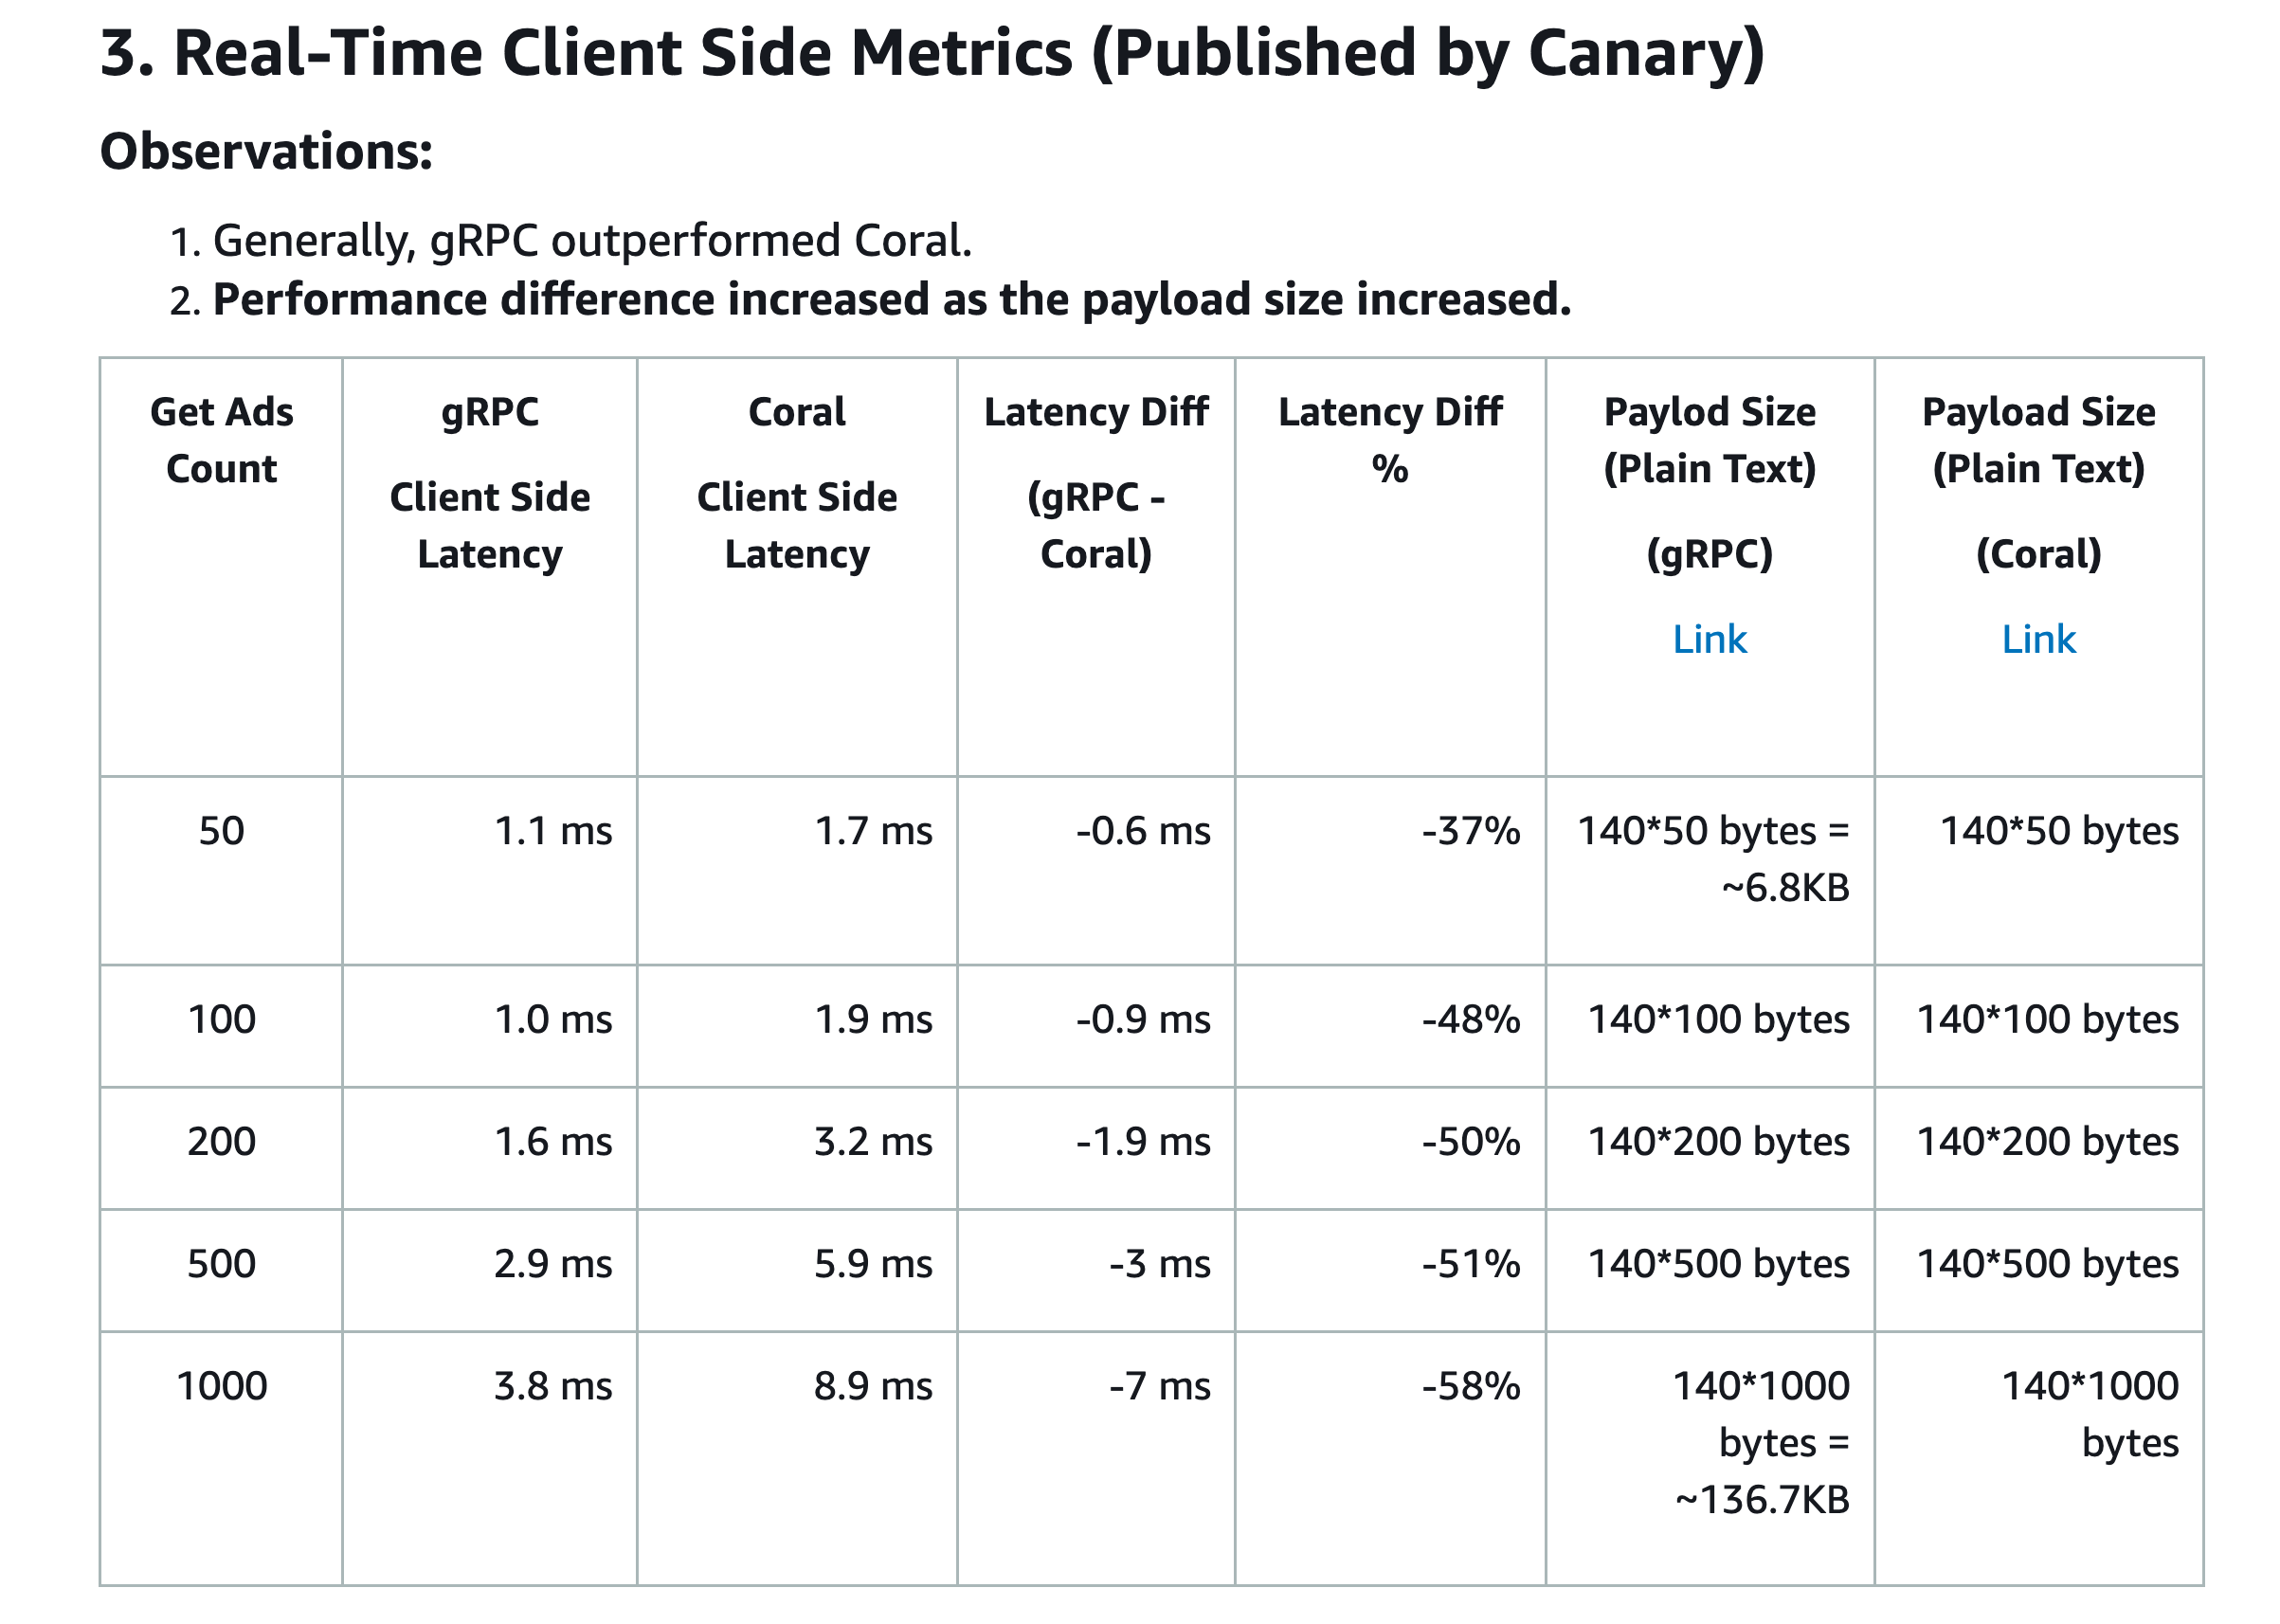 3. Real-Time Client Side Metrics (Published by Canary)
Observations:
1. Generally, gRPC outperformed Coral.
2. Performance difference increased as the payload size increased.
Get Ads
Count
gRPC
Client Side
Latency
Coral
Client Side
Latency
Latency Diff
(gRPC -
Coral)
Latency Diff
%
Paylod Size
(Plain Text)
(gRPC)
Link
Payload Size
(Plain Text)
(Coral)
Link
50
1.1 ms
1.7 ms
-0.6 ms
-37%
140*50 bytes =
~6.8KB
140*50 bytes
100
1.0 ms
1.9 ms
-0.9 ms
-48%
140*100 bytes
140*100 bytes
200
1.6 ms
3.2 ms
-1.9 ms
-50%
140*200 bytes
140*200 bytes
500
2.9 ms
5.9 ms
-3 ms
-51%
140*500 bytes
140*500 bytes
1000
3.8 ms
8.9 ms
-7 ms
-58%
140*1000
bytes =
~136.7KB
140*1000
bytes